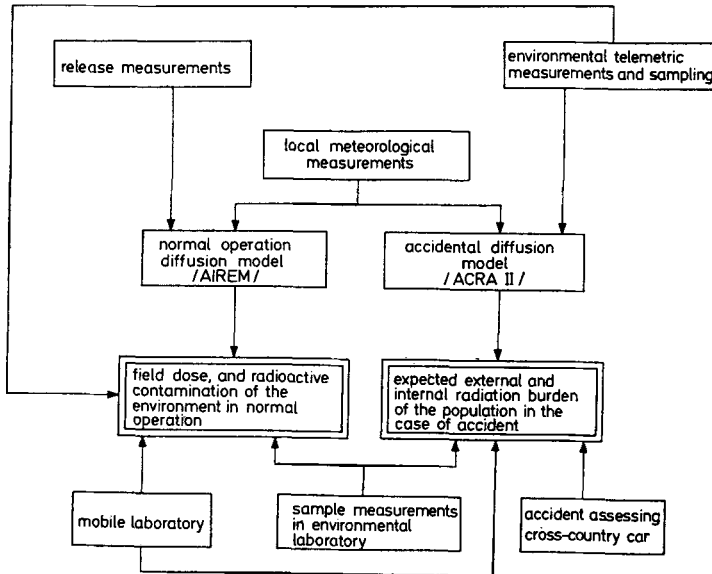 release measurements
environmental telemetric
measurements and sampling
local meteorological
measurements
normal operation
diffusion model
/AiREM/
accidental diffusion
model
/ACRA II/
field dose, and radioactive
contamination of the
environment in normal
operation
expected external and
internal radiation burden
of the population in the
case of accident
mobile laboratory
sample measurements
in environmental
laboratory
accident assessing
cross-country car